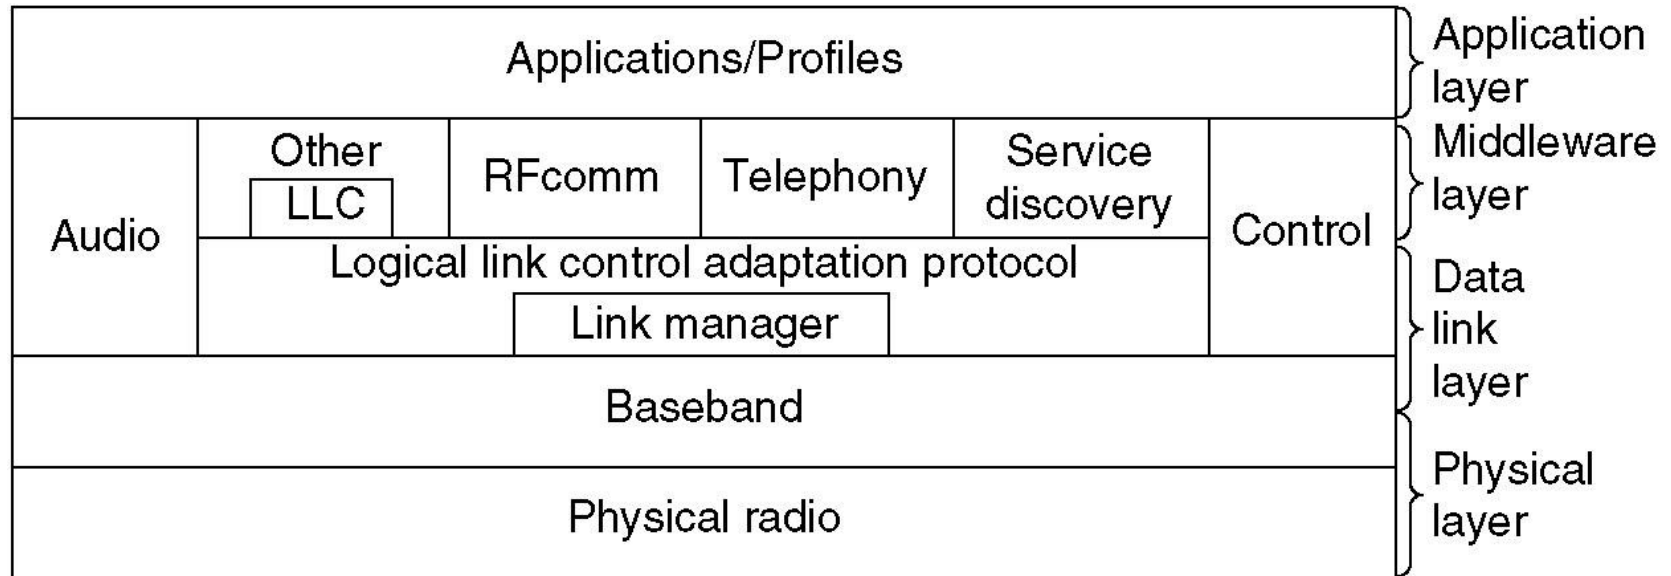 Applications/Profiles
Application
layer
Audio
Other
LLC
RFcomm
Telephony
Service
discovery
Control
Middleware
layer
Logical link control adaptation protocol
Link manager
Data
link
layer
Baseband
Physical radio
Physical
layer